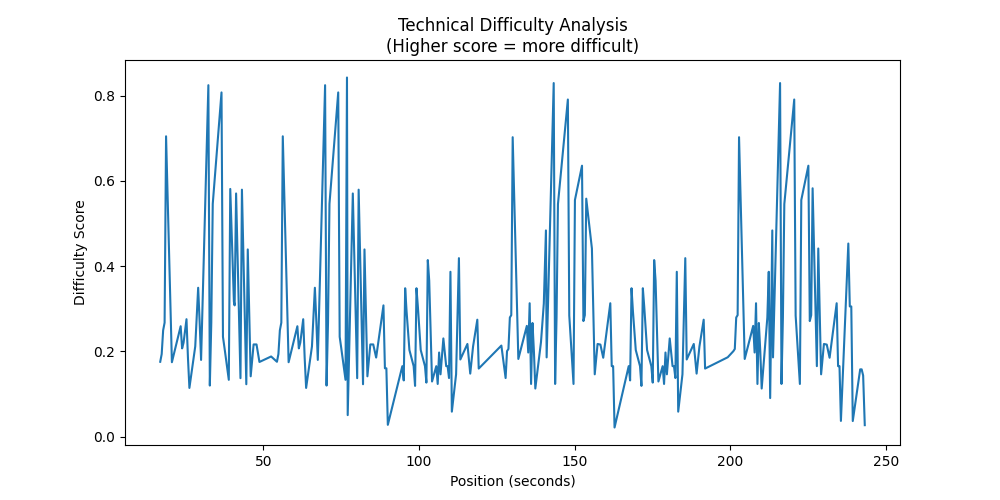 Technical Difficulty Analysis
(Higher score = more difficult)
Difficulty Score
0.8
0.6
0.4
0.2
0.0
50
100
150
200
250
Position (seconds)